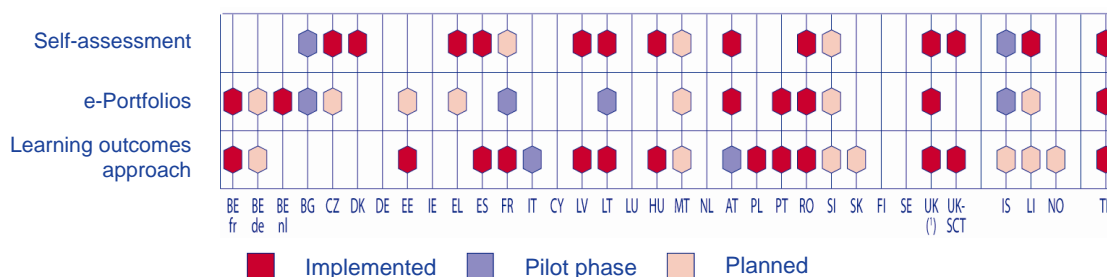 Self-assessment
e-Portfolios
Learning outcomes
approach
BE BE BE BG CZ DK DE EE IE EL ES FR IT CY LV LT LU HU MT NL AT PL PT RO SI SK FI SE UK UK- IS LI NO
fr de nl (¹) SCT
Implemented Pilot phase Planned